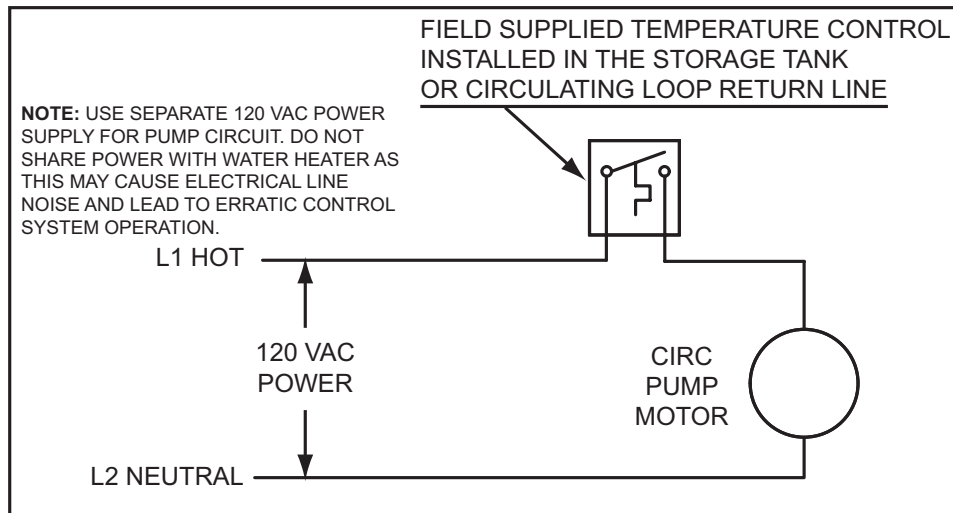 FIELD SUPPLIED TEMPERATURE CONTROL
INSTALLED IN THE STORAGE TANK
OR CIRCULATING LOOP RETURN LINE
NOTE: USE SEPARATE 120 VAC POWER
SUPPLY FOR PUMP CIRCUIT. DO NOT
SHARE POWER WITH WATER HEATER AS
THIS MAY CAUSE ELECTRICAL LINE
NOISE AND LEAD TO ERRATIC CONTROL
SYSTEM OPERATION.
L1 HOT
120 VAC
POWER
CIRC
PUMP
MOTOR
L2 NEUTRAL